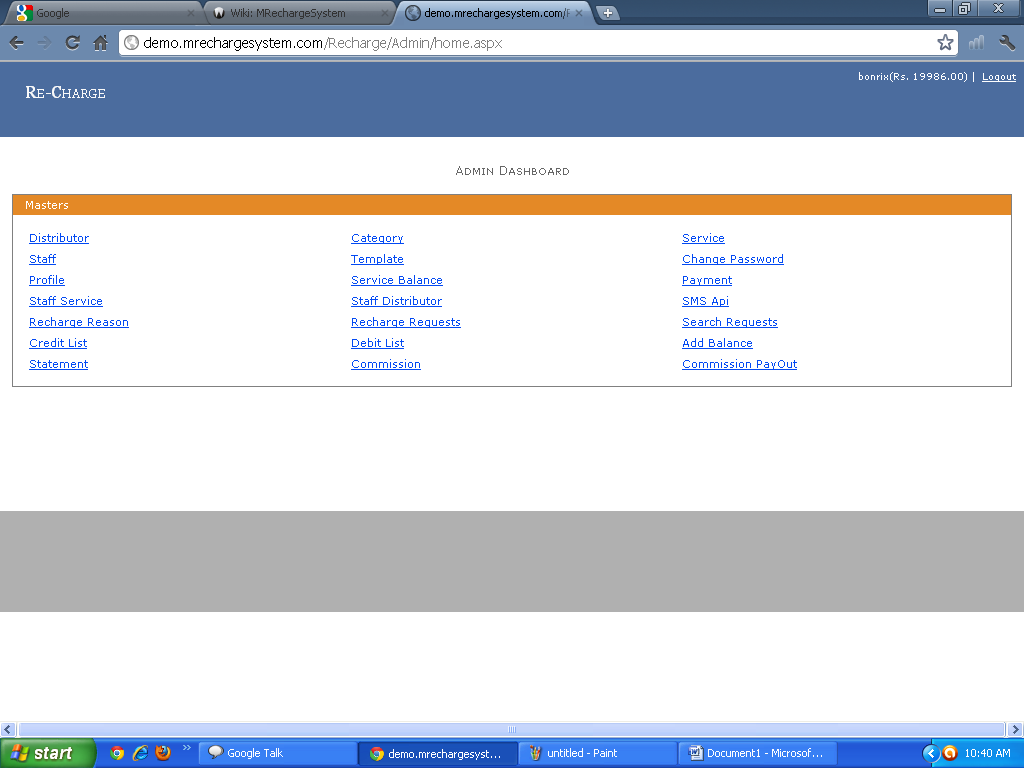 Google
Wiki: MRechargeSystem
demo.mrechargesystem.com/
demo.mrechargesystem.com/Recharge/Admin/home.aspx
bonrix(Rs. 19986.00) | Logout
Re-Charge
Admin Dashboard
Masters
Distributor Category Service
Staff Template Change Password
Profile Service Balance Payment
Staff Service Staff Distributor SMS Api
Recharge Reason Recharge Requests Search Requests
Credit List Debit List Add Balance
Statement Commission Commission PayOut
start
Google Talk
demo.mrechargesyst...
untitled - Paint
Document1 - Microsof...
10:40 AM